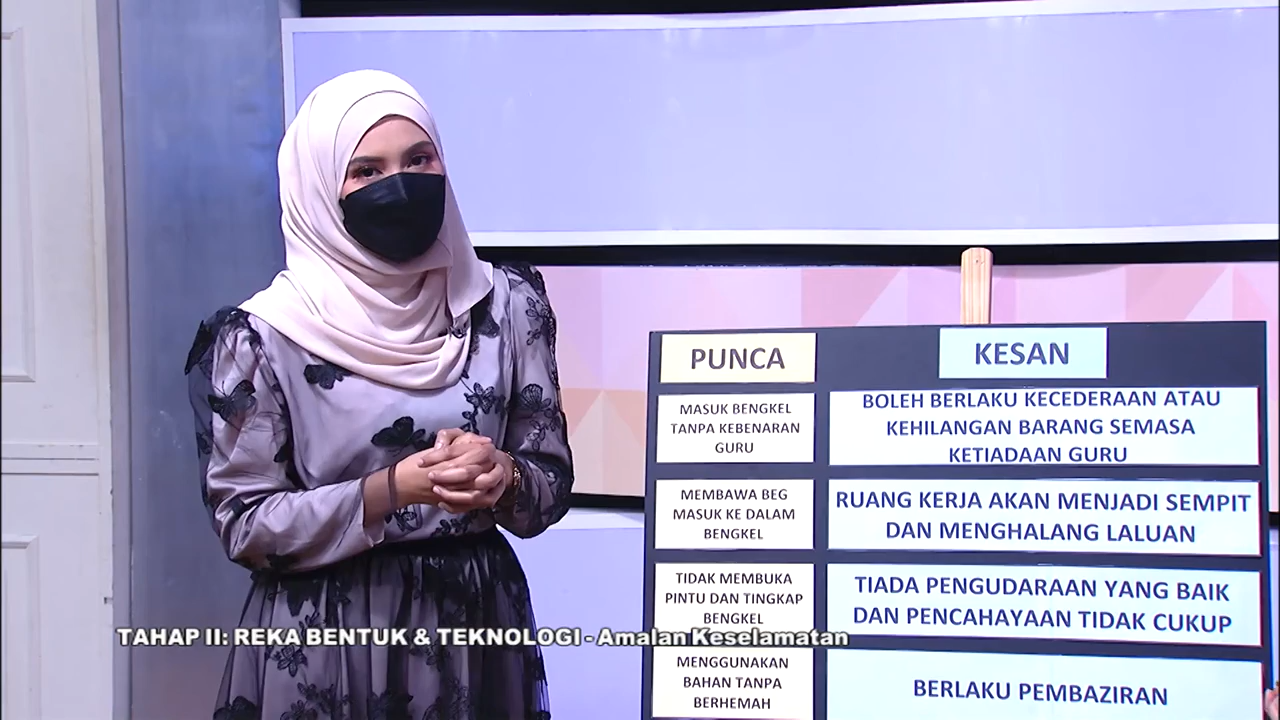 PUNCA
KESAN
MASUK BENGKEL
TANPA KEBENARAN
GURU
BOLEH BERLAKU KECEDERAAN ATAU
KEHILANGAN BARANG SEMASA
KETIADAAN GURU
MEMBAWA BEG
MASUK KE DALAM
BENGKEL
RUANG KERJA AKAN MENJADI SEMPIT
DAN MENGHALANG LALUAN
TIDAK MEMBUKA
PINTU DAN TINGKAP
BENGKEL
TIADA PENGUDARAAN YANG BAIK
DAN PENCAHAYAAN TIDAK CUKUP
TAHAP II: REKA BENTUK & TEKNOLOGI - Amalan Keselamatan
MENGGUNAKAN
BAHAN TANPA
BERHEMAH
BERLAKU PEMBAZIRAN